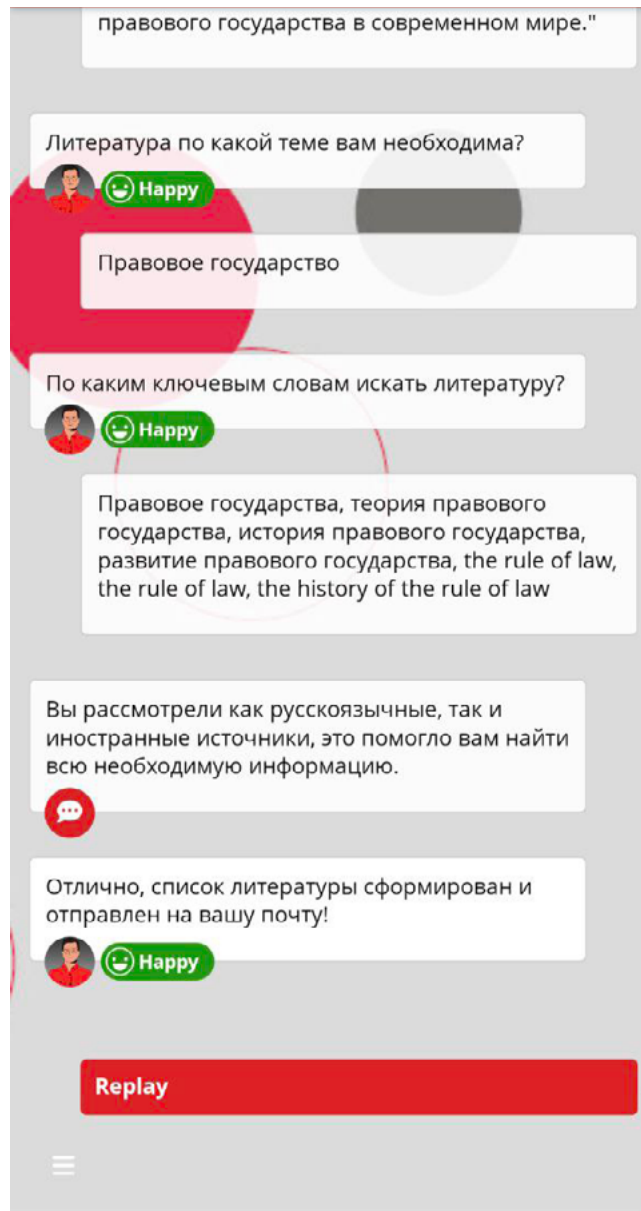 правового государства в современном мире."
Литература по какой теме вам необходима?
Happy
Правовое государство
По каким ключевым словам искать литературу?
Happy
Правовое государства, теория правового
государства, история правового государства,
развитие правового государства, the rule of law,
the rule of law, the history of the rule of law
Вы рассмотрели как русскоязычные, так и
иностранные источники, это помогло вам найти
всю необходимую информацию.
Отлично, список литературы сформирован и
отправлен на вашу почту!
Happy
Replay